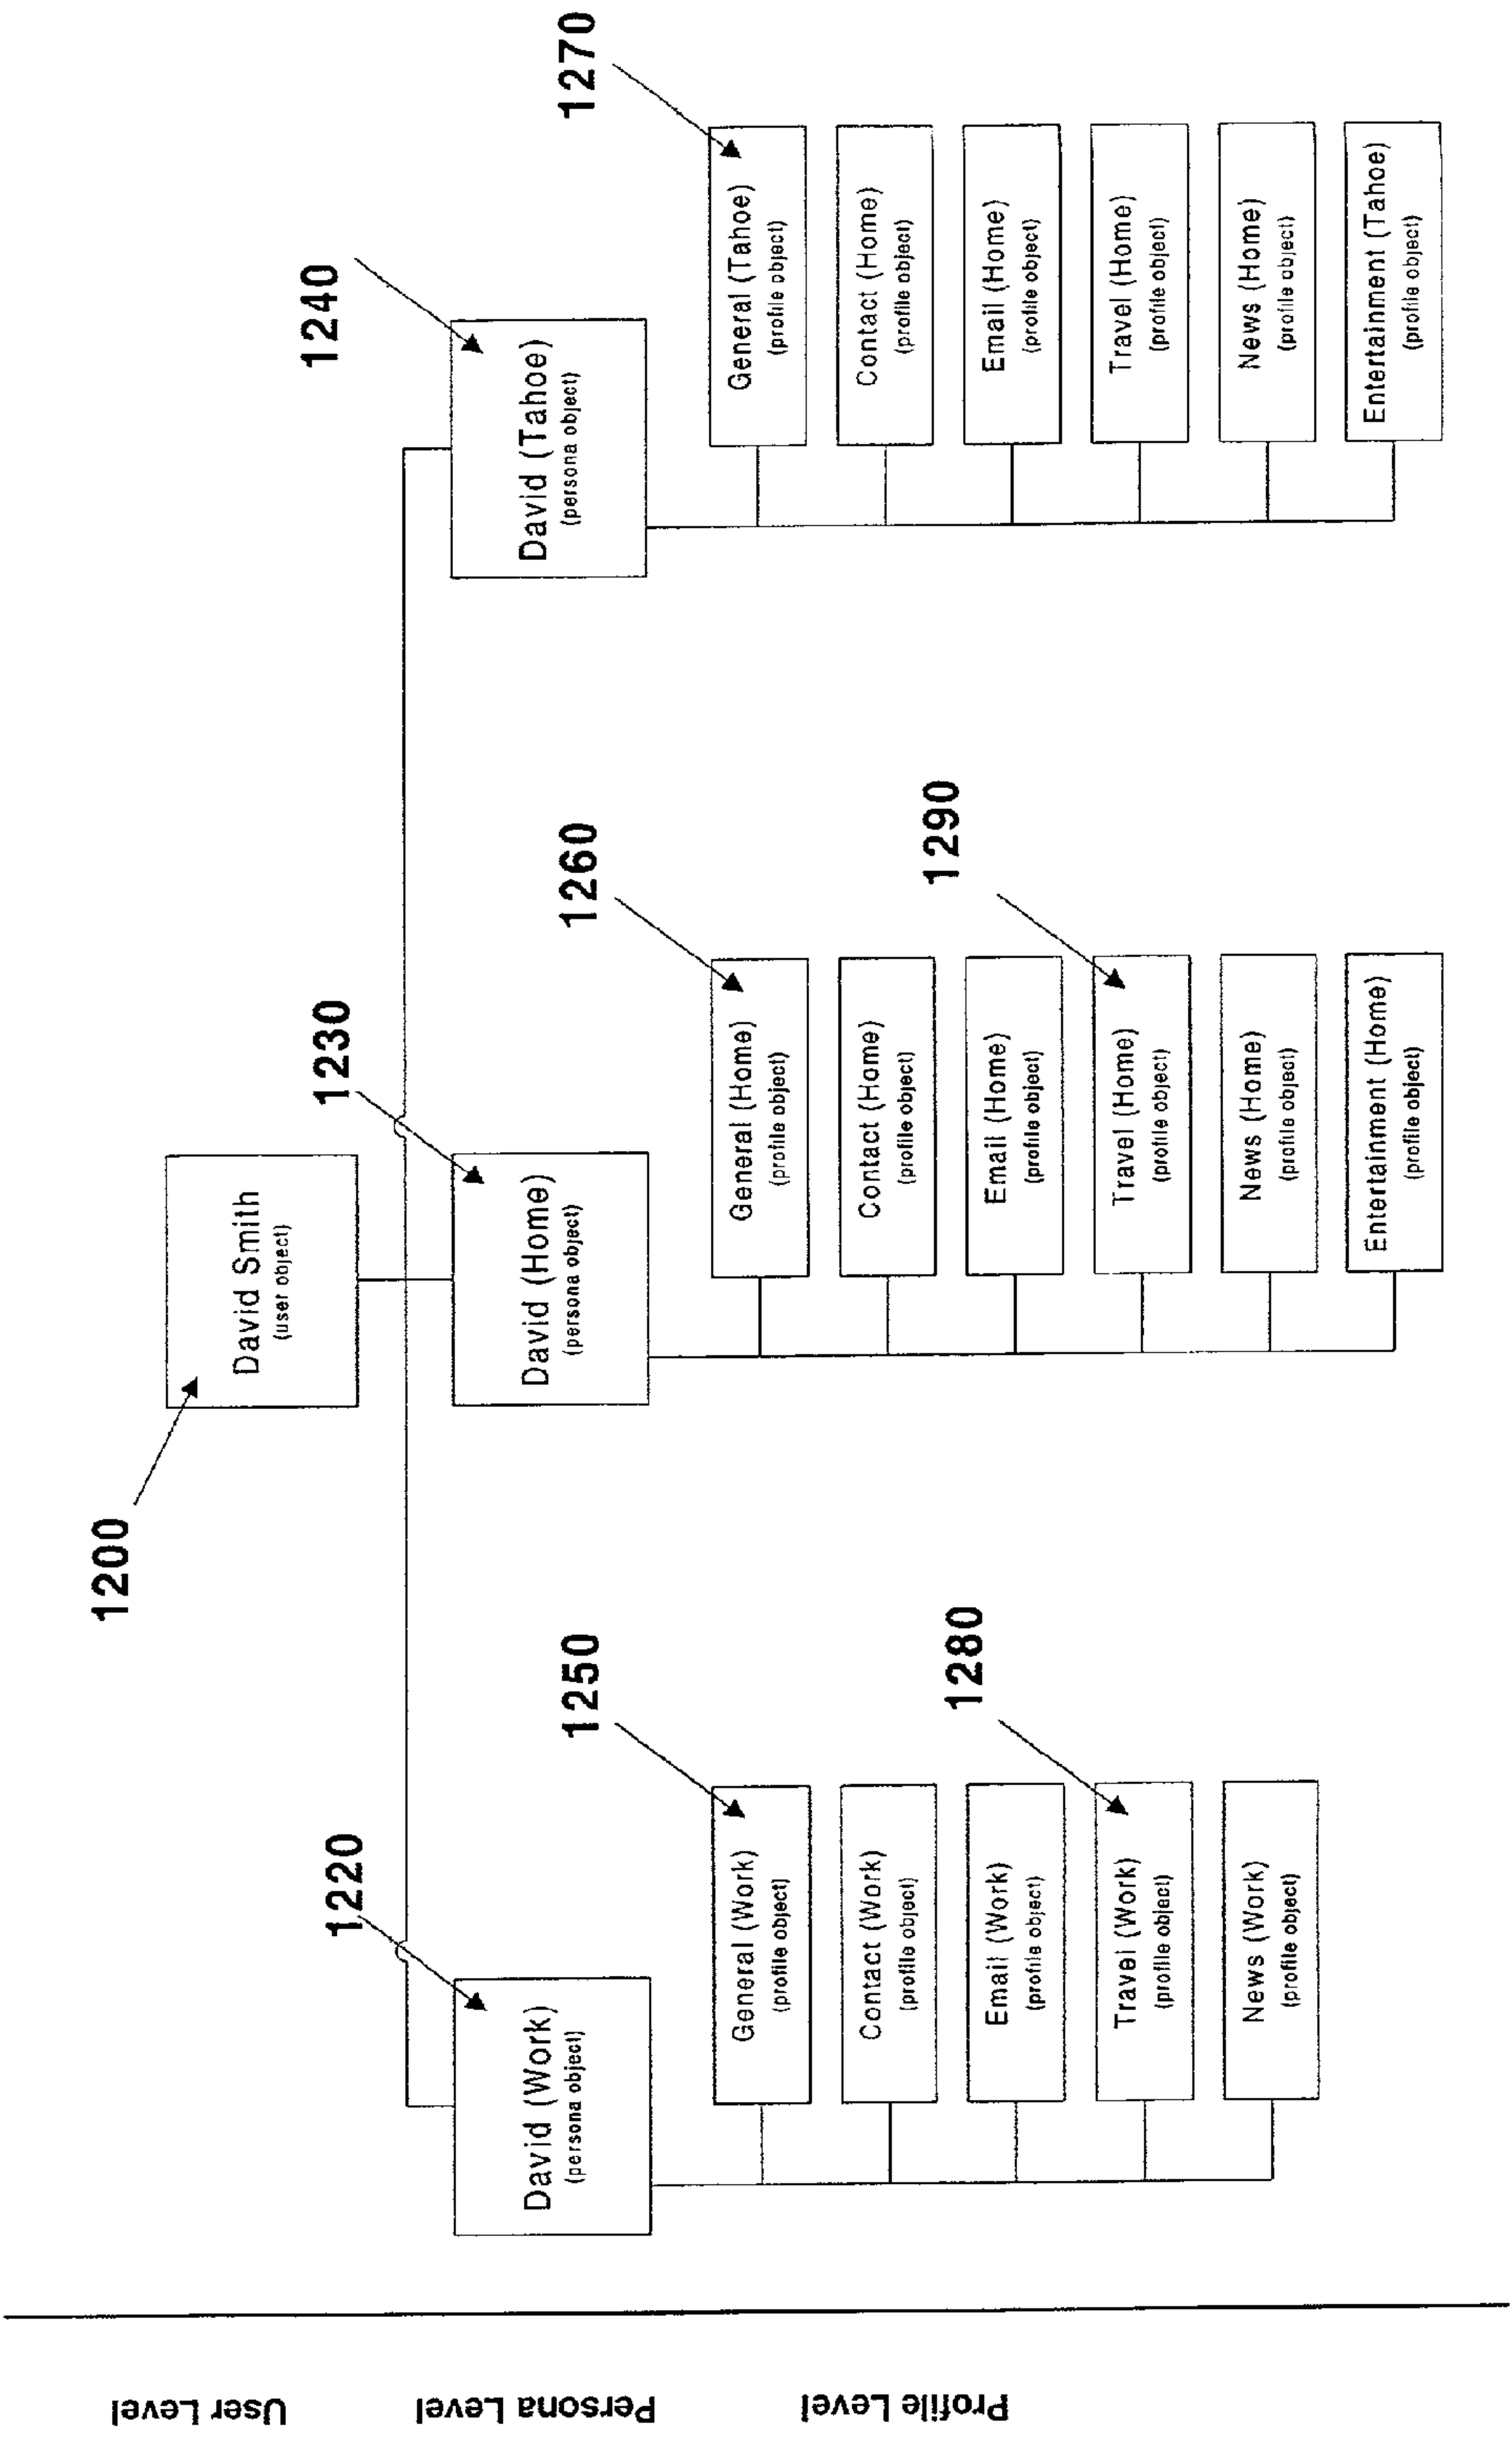 User Level
Persona Level
Profile Level
1200
David Smith
(user object)
1220
David (Work)
(persona object)
1230
David (Home)
(persona object)
1240
David (Tahoe)
(persona object)
1250
General (Work)
(profile object)
Contact (Work)
(profile object)
Email (Work)
(profile object)
1280
Travel (Work)
(profile object)
News (Work)
(profile object)
1260
General (Home)
(profile object)
Contact (Home)
(profile object)
Email (Home)
(profile object)
1290
Travel (Home)
(profile object)
News (Home)
(profile object)
Entertainment (Home)
(profile object)
1270
General (Tahoe)
(profile object)
Contact (Home)
(profile object)
Email (Home)
(profile object)
Travel (Home)
(profile object)
News (Home)
(profile object)
Entertainment (Tahoe)
(profile object)